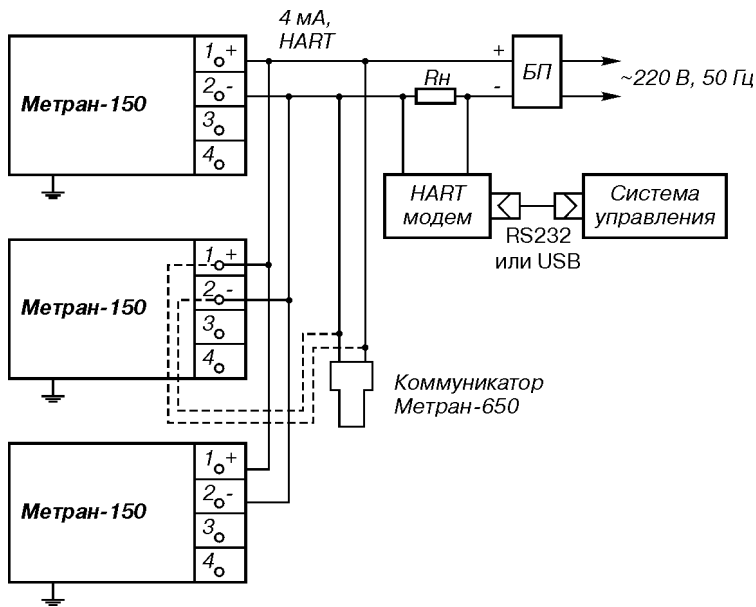 4 мА,
HART
Метран-150
1 +
2 -
3
4
Rн
+
-
БП
~220 В, 50 Гц
HART
модем
RS232
или USB
Система
управления
Метран-150
1 +
2 -
3
4
Коммуникатор
Метран-650
Метран-150
1 +
2 -
3
4